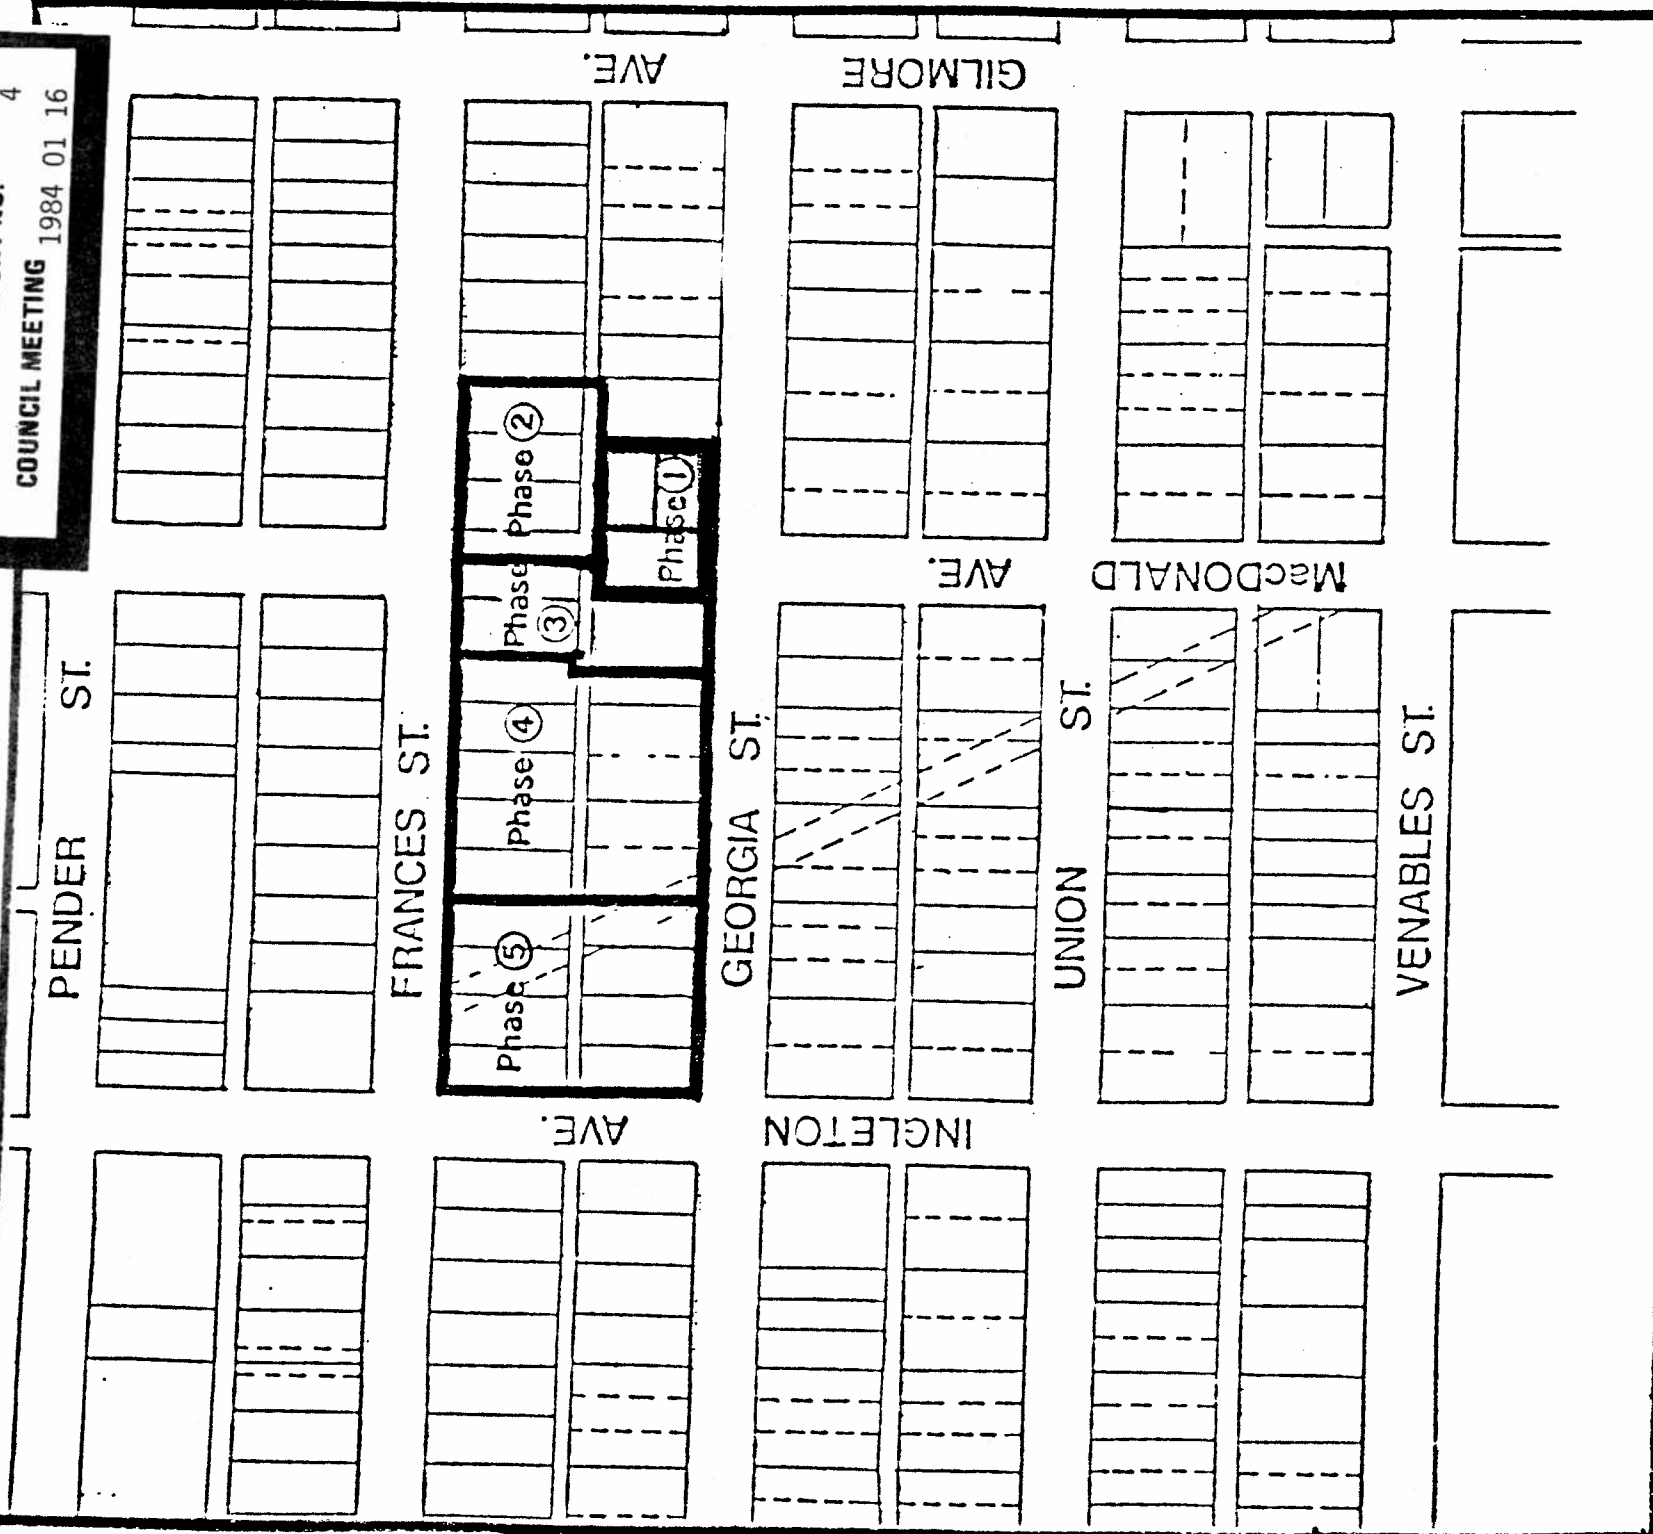 4
COUNCIL MEETING 1984 01 16
GILMORE AVE.
Phase 2
Phase 1
MacDONALD AVE.
Phase
3
Phase 4
Phase 5
PENDER ST.
FRANCES ST.
GEORGIA ST.
UNION ST.
VENABLES ST.
INGLETON AVE.